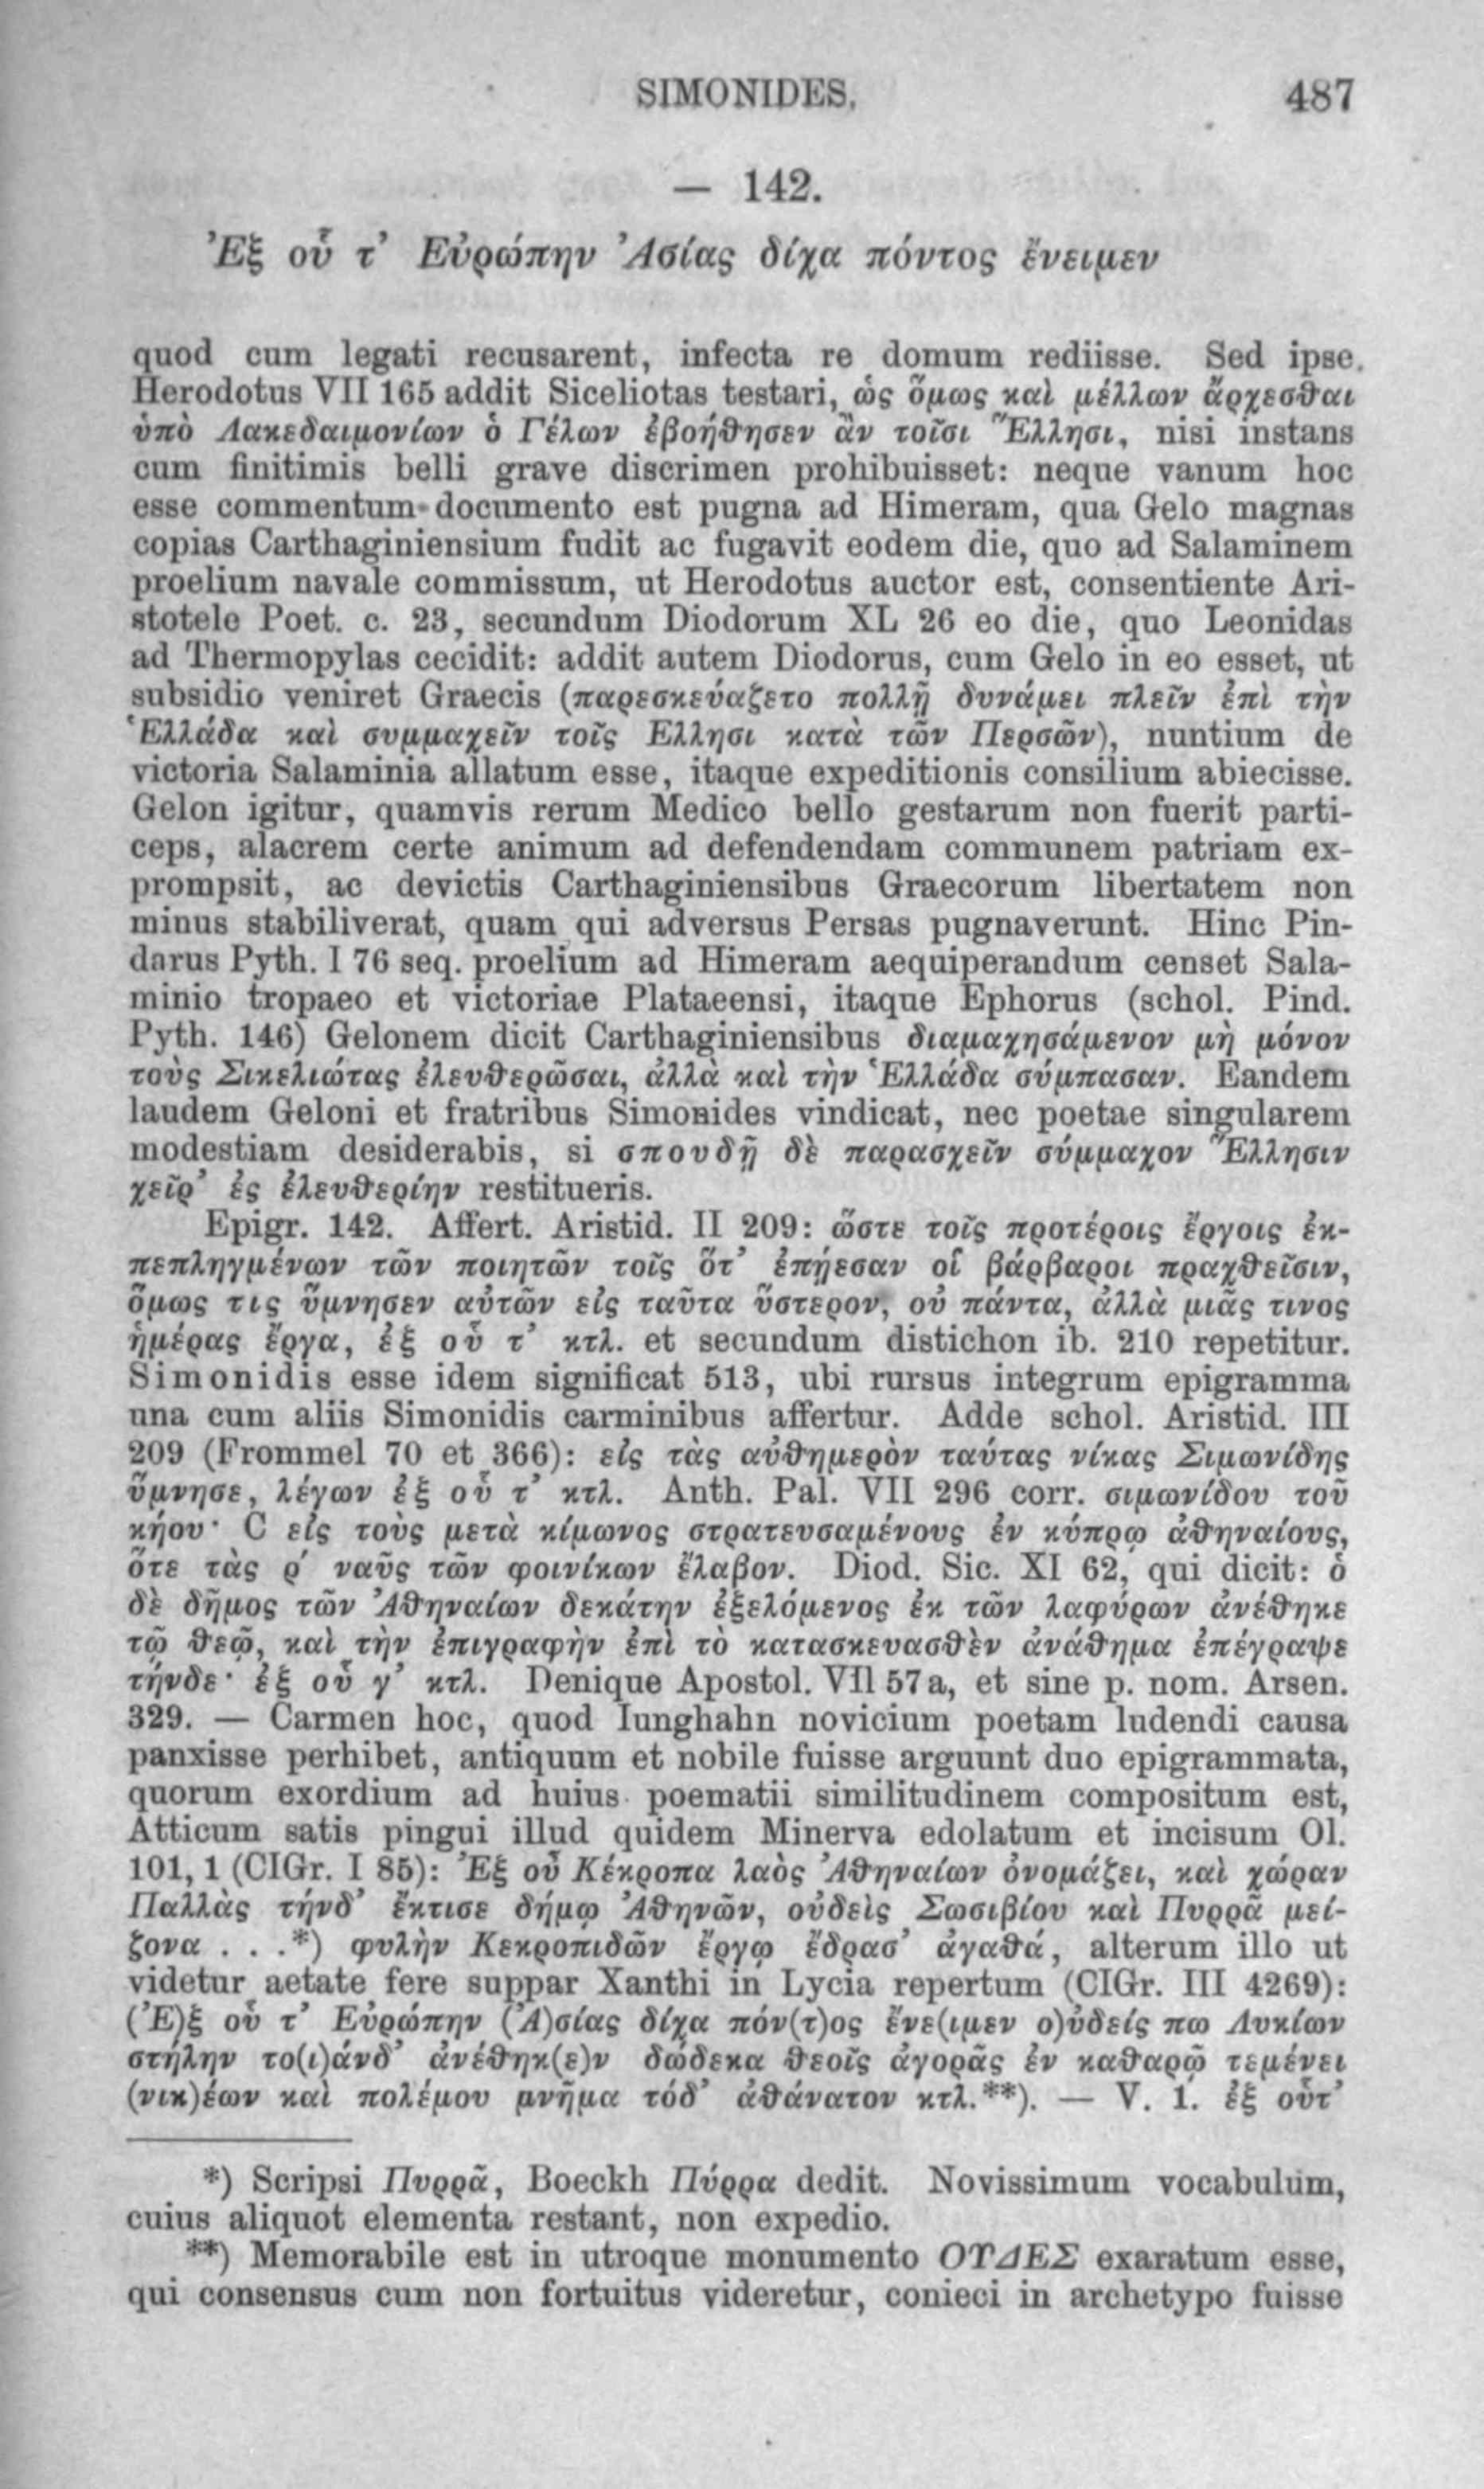 SIMONIDES.
487
— 142.
Ἐξ οὗ τ’ Εὐρώπην Ἀσίας δίχα πόντος ἔνειμεν
quod cum legati recusarent, infecta re domum rediisse. Sed ipse
Herodotus VII 165 addit Siceliotas testari, ὡς ὅμως καὶ μέλλων ἄρχεσθαι
ὑπὸ Λακεδαιμονίων ὁ Γέλων ἐβοήθησεν ἂν τοῖσι Ἕλλησι, nisi instans
cum finitimis belli grave discrimen prohibuisset: neque vanum hoc
esse commentum documento est pugna ad Himeram, qua Gelo magnas
copias Carthaginiensium fudit ac fugavit eodem die, quo ad Salaminem
proelium navale commissum, ut Herodotus auctor est, consentiente Ari-
stotele Poet. c. 23, secundum Diodorum XL 26 eo die, quo Leonidas
ad Thermopylas cecidit: addit autem Diodorus, cum Gelo in eo esset, ut
subsidio veniret Graecis (παρεσκεύαζετο πολλῇ δυνάμει πλεῖν ἐπὶ τὴν
Ἑλλάδα καὶ συμμαχεῖν τοῖς Ελλησι κατὰ τῶν Περσῶν), nuntium de
victoria Salaminia allatum esse, itaque expeditionis consilium abiecisse.
Gelon igitur, quamvis rerum Medico bello gestarum non fuerit parti-
ceps, alacrem certe animum ad defendendam communem patriam ex-
prompsit, ac devictis Carthaginiensibus Graecorum libertatem non
minus stabiliverat, quam qui adversus Persas pugnaverunt. Hinc Pin-
darus Pyth. I 76 seq. proelium ad Himeram aequiperandum censet Sala-
minio tropaeo et victoriae Plataeensi, itaque Ephorus (schol. Pind.
Pyth. 146) Gelonem dicit Carthaginiensibus διαμαχησάμενον μὴ μόνον
τοὺς Σικελιώτας ἐλευθερῶσαι, ἀλλὰ καὶ τὴν Ἑλλάδα σύμπασαν. Eandem
laudem Geloni et fratribus Simonides vindicat, nec poetae singularem
modestiam desiderabis, si σπουδῇ δὲ παρασχεῖν σύμμαχον Ἕλλησιν
χεῖρ’ ἐς ἐλευθερίην restitueris.
Epigr. 142. Affert. Aristid. II 209: ὥστε τοῖς προτέροις ἔργοις ἐκ-
πεπληγμένων τῶν ποιητῶν τοῖς ὅτ’ ἐπῄεσαν οἱ βάρβαροι πραχθεῖσιν,
ὅμως τις ὕμνησεν αὐτῶν εἰς ταῦτα ὕστερον, οὐ πάντα, ἀλλὰ μιᾶς τινος
ἡμέρας ἔργα, ἐξ οὗ τ’ κτλ. et secundum distichon ib. 210 repetitur.
Simonidis esse idem significat 513, ubi rursus integrum epigramma
una cum aliis Simonidis carminibus affertur. Adde schol. Aristid. III
209 (Frommel 70 et 366): εἰς τὰς αὐθημερὸν ταύτας νίκας Σιμωνίδης
ὕμνησε, λέγων ἐξ οὗ τ’ κτλ. Anth. Pal. VII 296 corr. σιμωνίδου τοῦ
κήου· C εἰς τοὺς μετὰ κίμωνος στρατευσαμένους ἐν κύπρῳ ἀθηναίους,
ὅτε τὰς ρ΄ ναῦς τῶν φοινίκων ἔλαβον. Diod. Sic. XI 62, qui dicit: ὁ
δὲ δῆμος τῶν Ἀθηναίων δεκάτην ἐξελόμενος ἐκ τῶν λαφύρων ἀνέθηκε
τῷ θεῷ, καὶ τὴν ἐπιγραφὴν ἐπὶ τὸ κατασκευασθὲν ἀνάθημα ἐπέγραψε
τήνδε· ἐξ οὗ γ’ κτλ. Denique Apostol. VII 57a, et sine p. nom. Arsen.
329. — Carmen hoc, quod Iunghahn novicium poetam ludendi causa
panxisse perhibet, antiquum et nobile fuisse arguunt duo epigrammata,
quorum exordium ad huius poematii similitudinem compositum est,
Atticum satis pingui illud quidem Minerva edolatum et incisum Ol.
101, 1 (CIGr. I 85): Ἐξ οὗ Κέκροπα λαὸς Ἀθηναίων ὀνομάζει, καὶ χώραν
Παλλὰς τήνδ’ ἔκτισε δήμῳ Ἀθηνῶν, οὐδεὶς Σωσιβίου καὶ Πυρρᾶ μεί-
ζονα . . .*) φυλὴν Κεκροπιδῶν ἔργῳ ἔδρασ’ ἀγαθά, alterum illo ut
videtur aetate fere suppar Xanthi in Lycia repertum (CIGr. III 4269):
(Ἐ)ξ οὗ τ’ Εὐρώπην (Ἀ)σίας δίχα πόν(τ)ος ἔνε(ιμεν ο)ὐδείς πω Λυκίων
στήλην το(ι)άνδ’ ἀνέθηκ(ε)ν δώδεκα θεοῖς ἀγορᾶς ἐν καθαρῷ τεμένει
(νικ)έων καὶ πολέμου μνῆμα τόδ’ ἀθάνατον κτλ.**). — V. 1. ἐξ οὗτ’
*) Scripsi Πυρρᾶ, Boeckh Πύρρα dedit. Novissimum vocabulum,
cuius aliquot elementa restant, non expedio.
**) Memorabile est in utroque monumento ΟΥΔΕΣ exaratum esse,
qui consensus cum non fortuitus videretur, conieci in archetypo fuisse